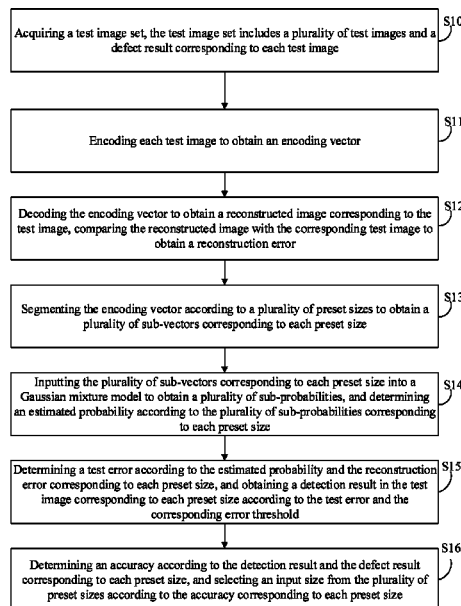 S10
Acquiring a test image set, the test image set includes a plurality of test images and a
defect result corresponding to each test image
S11
Encoding each test image to obtain an encoding vector
S12
Decoding the encoding vector to obtain a reconstructed image corresponding to the
test image, comparing the reconstructed image with the corresponding test image to
obtain a reconstruction error
S13
Segmenting the encoding vector according to a plurality of preset sizes to obtain a
plurality of sub-vectors corresponding to each preset size
S14
Inputting the plurality of sub-vectors corresponding to each preset size into a
Gaussian mixture model to obtain a plurality of sub-probabilities, and determining
an estimated probability according to the plurality of sub-probabilities corresponding
to each preset size
S15
Determining a test error according to the estimated probability and the reconstruction
error corresponding to each preset size, and obtaining a detection result in the test
image corresponding to each preset size according to the test error and the
corresponding error threshold
S16
Determining an accuracy according to the detection result and the defect result
corresponding to each preset size, and selecting an input size from the plurality of
preset sizes according to the accuracy corresponding to each preset size